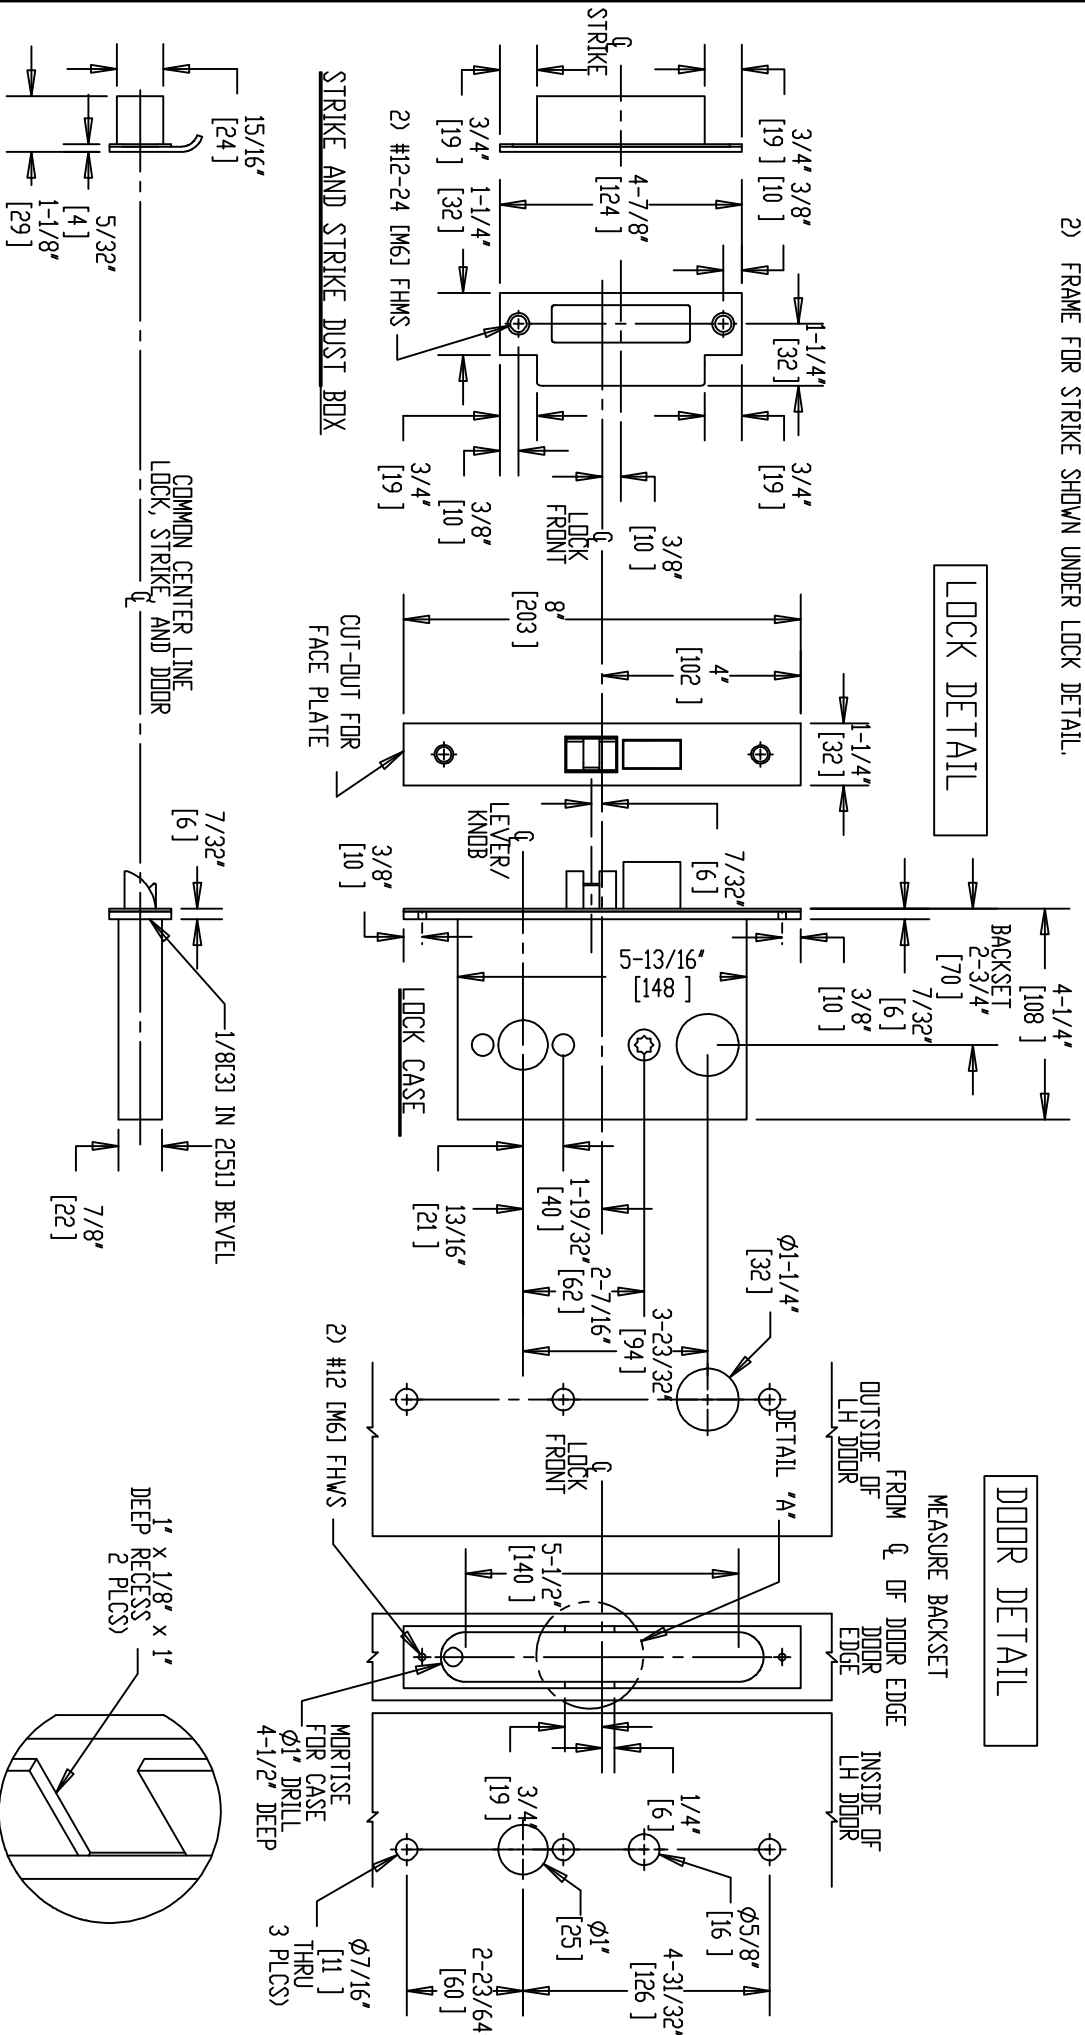 2) FRAME FOR STRIKE SHOWN UNDER LOCK DETAIL.
LOCK DETAIL
DOOR DETAIL
MEASURE BACKSET
FROM ℄ OF DOOR EDGE
℄
STRIKE
3/4"
[19 ]
3/8"
[10 ]
4-7/8"
[124 ]
3/4"
[19 ]
1-1/4"
[32 ]
1-1/4"
[32 ]
3/4"
[19 ]
2) #12-24 [M6] FHMS
3/4"
[19 ]
3/8"
[10 ]
3/8"
[10 ]
℄
LOCK
FRONT
STRIKE AND STRIKE DUST BOX
15/16"
[24 ]
5/32"
[4 ]
1-1/8"
[29 ]
COMMON CENTER LINE
LOCK, STRIKE, AND DOOR
℄
8"
[203 ]
4"
[102 ]
1-1/4"
[32 ]
CUT-OUT FOR
FACE PLATE
℄
LEVER/
KNOB
7/32"
[6 ]
3/8"
[10 ]
4-1/4"
[108 ]
BACKSET
2-3/4"
[70 ]
7/32"
[6 ]
3/8"
[10 ]
5-13/16"
[148 ]
LOCK CASE
13/16"
[21 ]
1-19/32"
[40 ]
2-7/16"
[62 ]
3-23/32"
[94 ]
7/32"
[6 ]
1/8[3] IN 2[51] BEVEL
7/8"
[22 ]
Ø1-1/4"
[32 ]
OUTSIDE OF
LH DOOR
DETAIL "A"
℄
LOCK
FRONT
2) #12 [M6] FHWS
5-1/2"
[140 ]
DOOR
EDGE
MORTISE
FOR CASE
Ø1" DRILL
4-1/2" DEEP
INSIDE OF
LH DOOR
1/4"
[6 ]
3/4"
[19 ]
Ø5/8"
[16 ]
Ø1"
[25 ]
4-31/32"
[126 ]
2-23/64
[60 ]
Ø7/16"
[11 ]
THRU
3 PLCS)
1" x 1/8" x 1"
DEEP RECESS
2 PLCS)